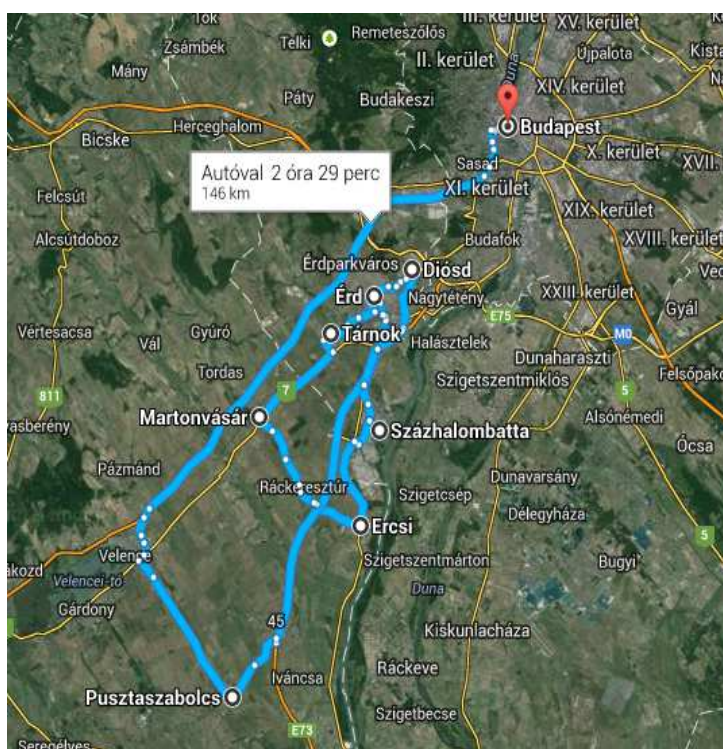 Tök
Zsámbék
Telki
Remeteszőlős
III. kerület
XV. kerület
Újpalota
II. kerület
Duna
Mány
Páty
Budakeszi
XIV. kerület
Kista
Bicske
Herceghalom
Budapest
X. kerület
XVII.
Sasad
Autóval 2 óra 29 perc
146 km
XI. kerület
Felcsút
XIX. kerület
Alcsútdoboz
Budafok
XVIII. kerület
Érdparkváros
Diósd
Érd
Nagytétény
XXIII. kerület
Gyál
E75
Tárnok
Halásztelek
M0
Vértesacsa
Vál
Gyúró
Dunaharaszti
Felsőpak
Tordas
Szigetszentmiklós
811
7
5
Martonvásár
Alsónémedi
Százhalombatta
Ócsa
Pázmánd
Ráckeresztúr
Dunavarsány
Szigetcsép
Délegyháza
Ercsi
5
Velence
Szigetszentmárton
Bugyi
Velencei-tó
Duna
Gárdony
45
Kiskunlacháza
Iváncsa
Ráckeve
Pusztaszabolcs
Szigetbecse
E73
Seregélyes